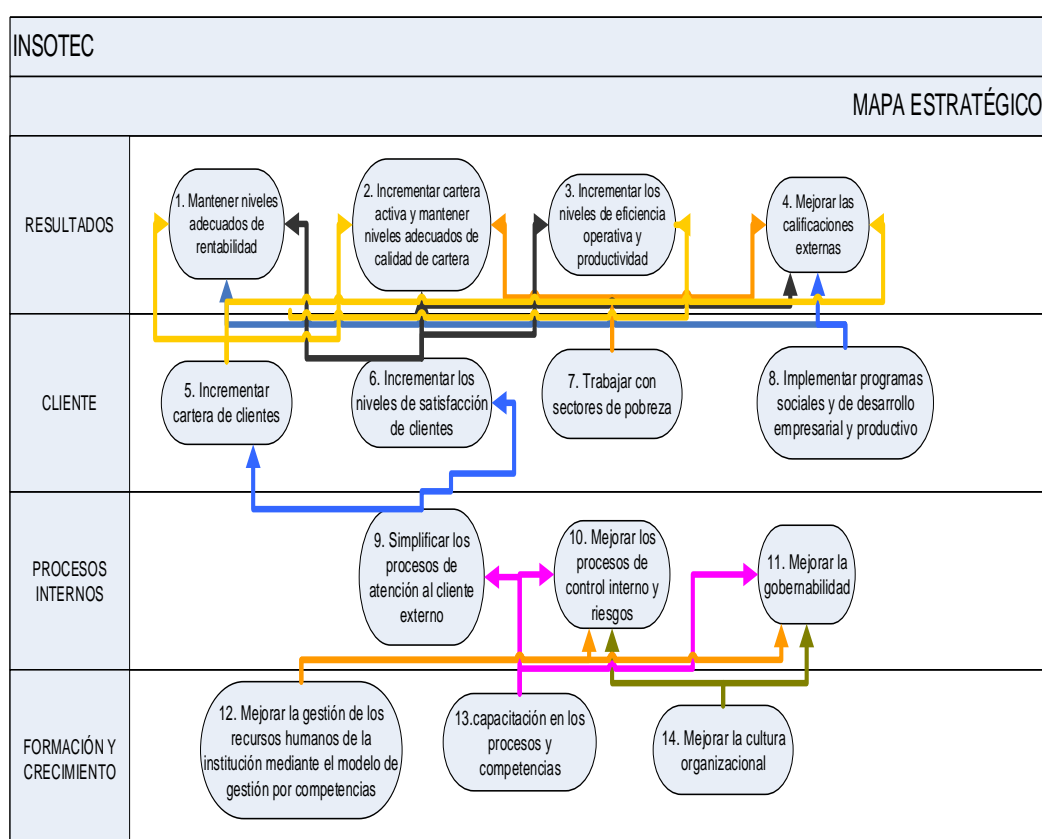 INSOTEC
MAPA ESTRATÉGICO
RESULTADOS
1. Mantener niveles
adecuados de
rentabilidad
2. Incrementar cartera
activa y mantener
niveles adecuados de
calidad de cartera
3. Incrementar los
niveles de eficiencia
operativa y
productividad
4. Mejorar las
calificaciones
externas
CLIENTE
5. Incrementar
cartera de clientes
6. Incrementar los
niveles de satisfacción
de clientes
7. Trabajar con
sectores de pobreza
8. Implementar programas
sociales y de desarrollo
empresarial y productivo
PROCESOS
INTERNOS
9. Simplificar los
procesos de
atención al cliente
externo
10. Mejorar los
procesos de
control interno y
riesgos
11. Mejorar la
gobernabilidad
FORMACIÓN Y
CRECIMIENTO
12. Mejorar la gestión de los
recursos humanos de la
institución mediante el modelo de
gestión por competencias
13.capacitación en los
procesos y
competencias
14. Mejorar la cultura
organizacional